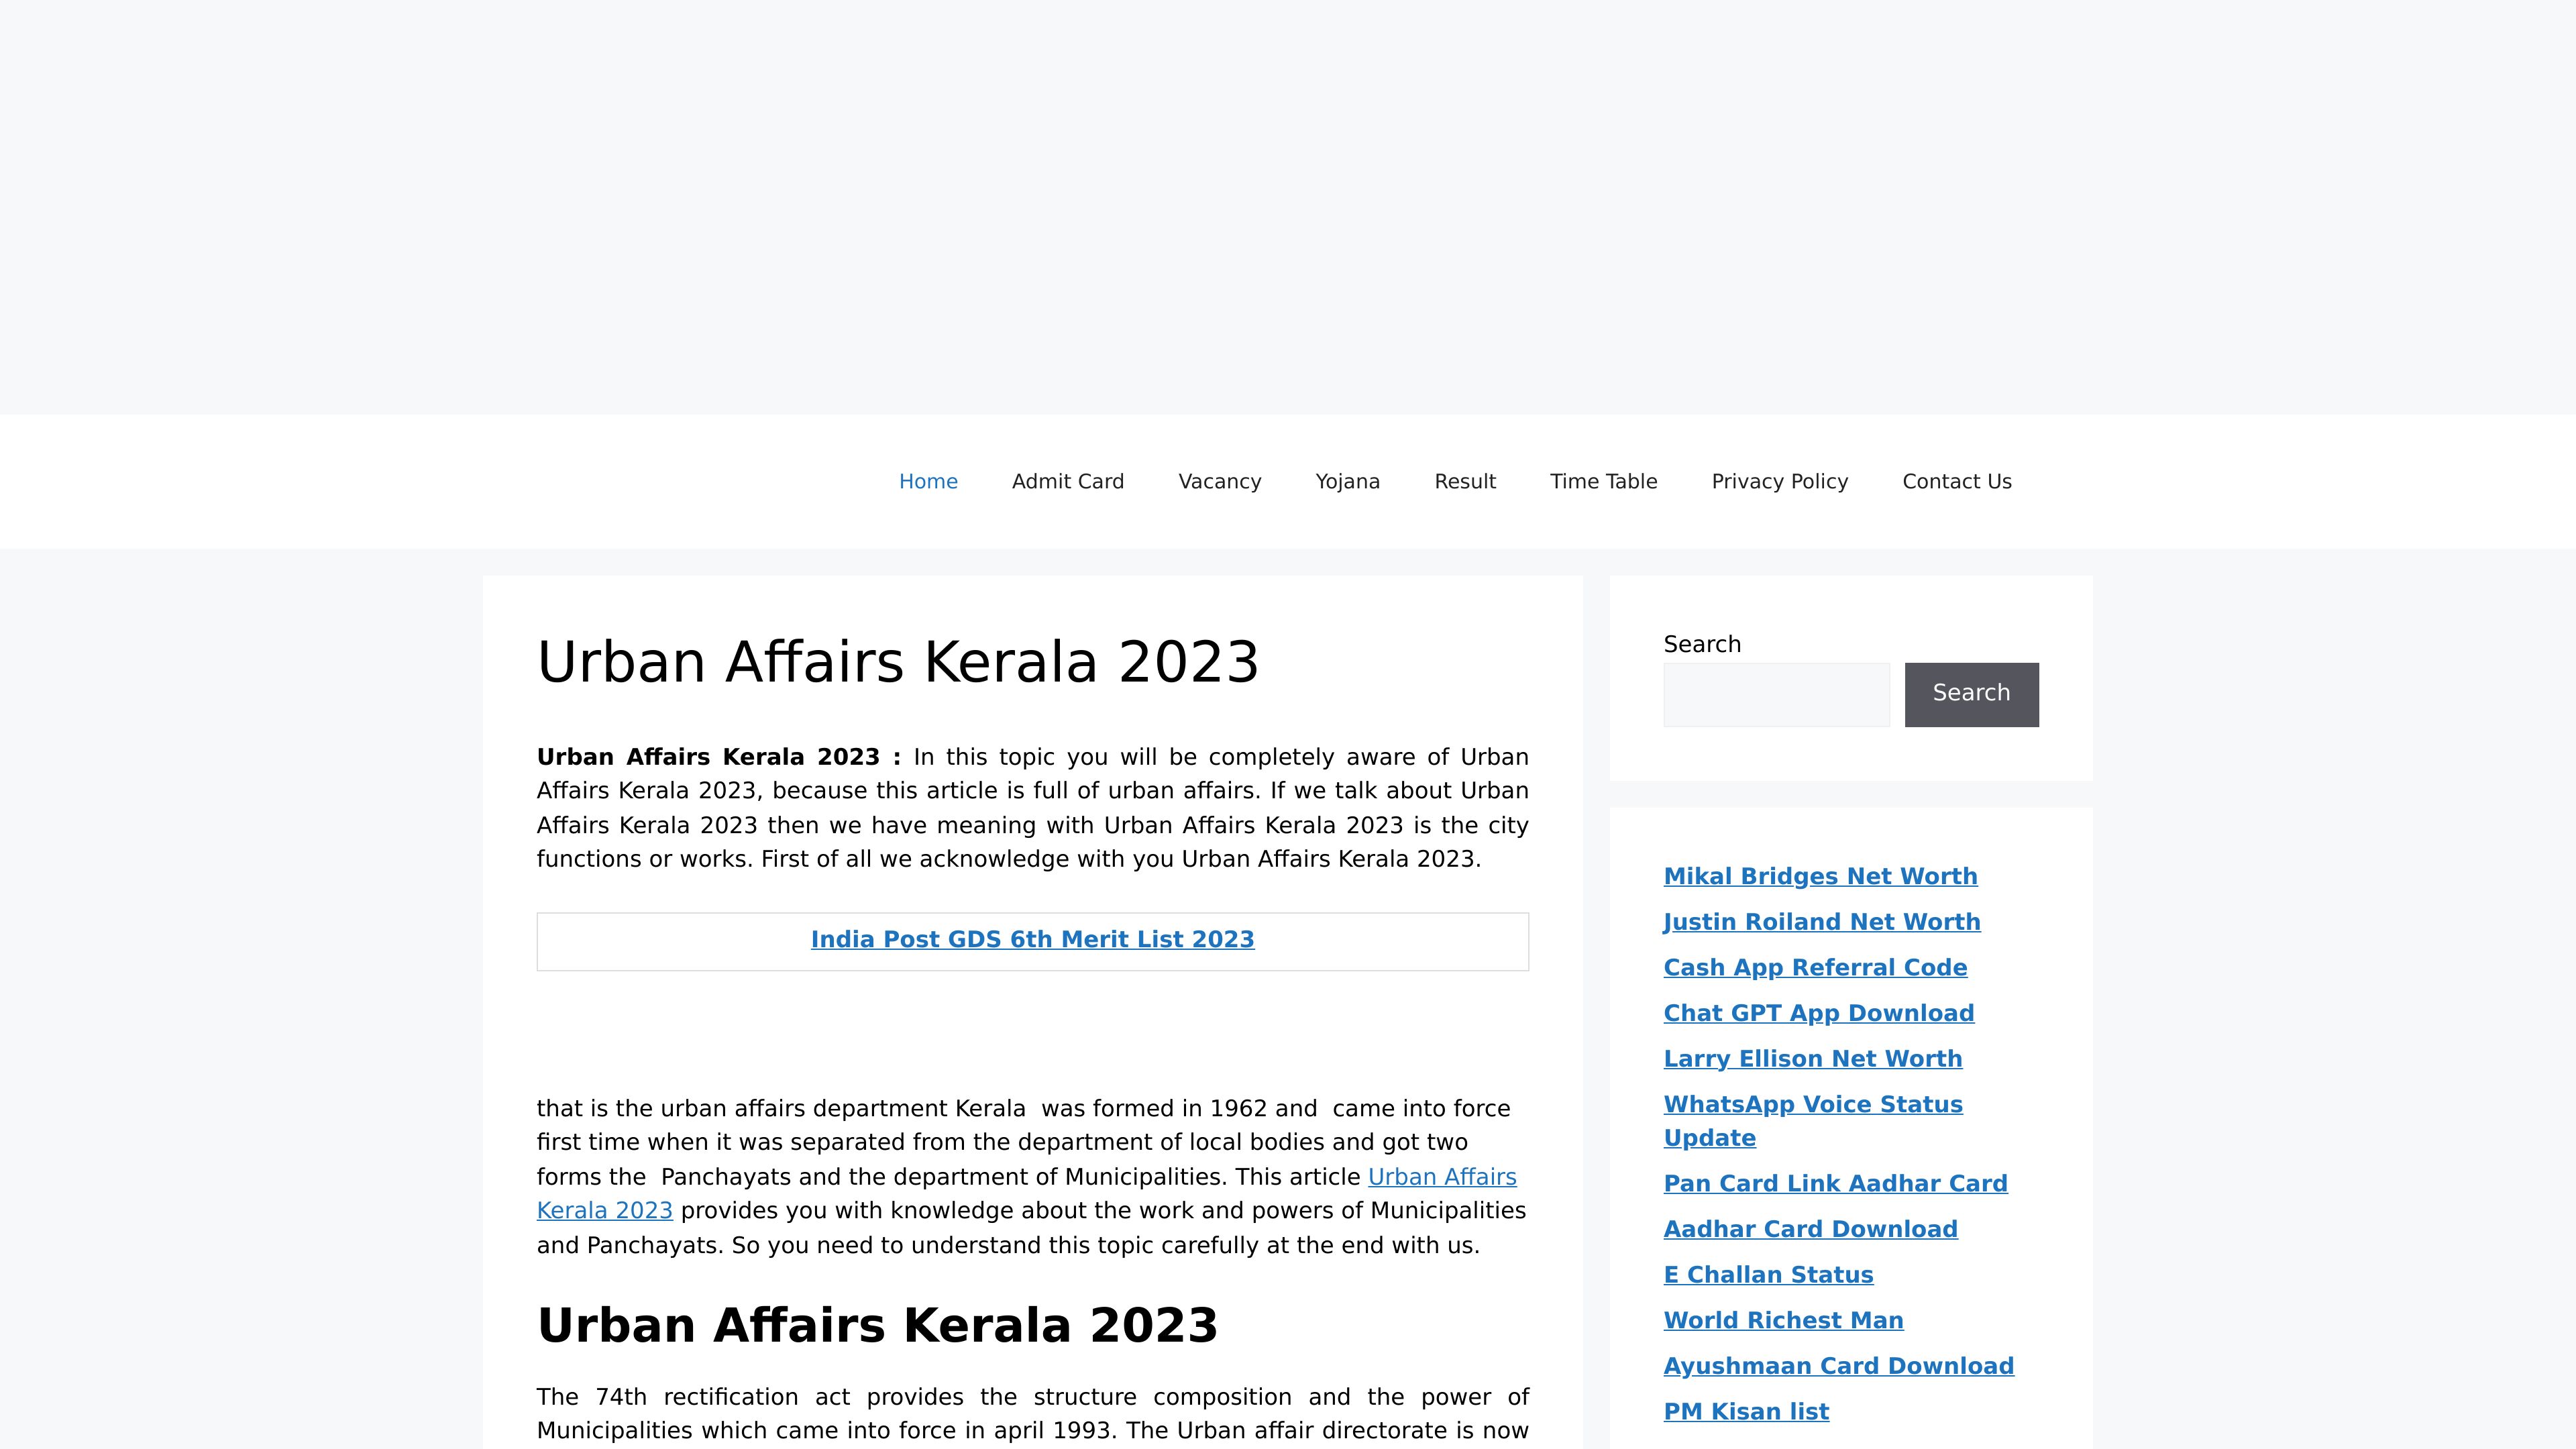 Home Admit Card Vacancy Yojana Result Time Table Privacy Policy Contact Us
Urban Affairs Kerala 2023
Urban Affairs Kerala 2023 : In this topic you will be completely aware of Urban
Affairs Kerala 2023, because this article is full of urban affairs. If we talk about Urban
Affairs Kerala 2023 then we have meaning with Urban Affairs Kerala 2023 is the city
functions or works. First of all we acknowledge with you Urban Affairs Kerala 2023.
India Post GDS 6th Merit List 2023
that is the urban affairs department Kerala  was formed in 1962 and  came into force
first time when it was separated from the department of local bodies and got two
forms the  Panchayats and the department of Municipalities. This article Urban Affairs
Kerala 2023 provides you with knowledge about the work and powers of Municipalities
and Panchayats. So you need to understand this topic carefully at the end with us.
Urban Affairs Kerala 2023
The 74th rectification act provides the structure composition and the power of
Municipalities which came into force in april 1993. The Urban affair directorate is now
Search
Search
Mikal Bridges Net Worth
Justin Roiland Net Worth
Cash App Referral Code
Chat GPT App Download
Larry Ellison Net Worth
WhatsApp Voice Status
Update
Pan Card Link Aadhar Card
Aadhar Card Download
E Challan Status
World Richest Man
Ayushmaan Card Download
PM Kisan list